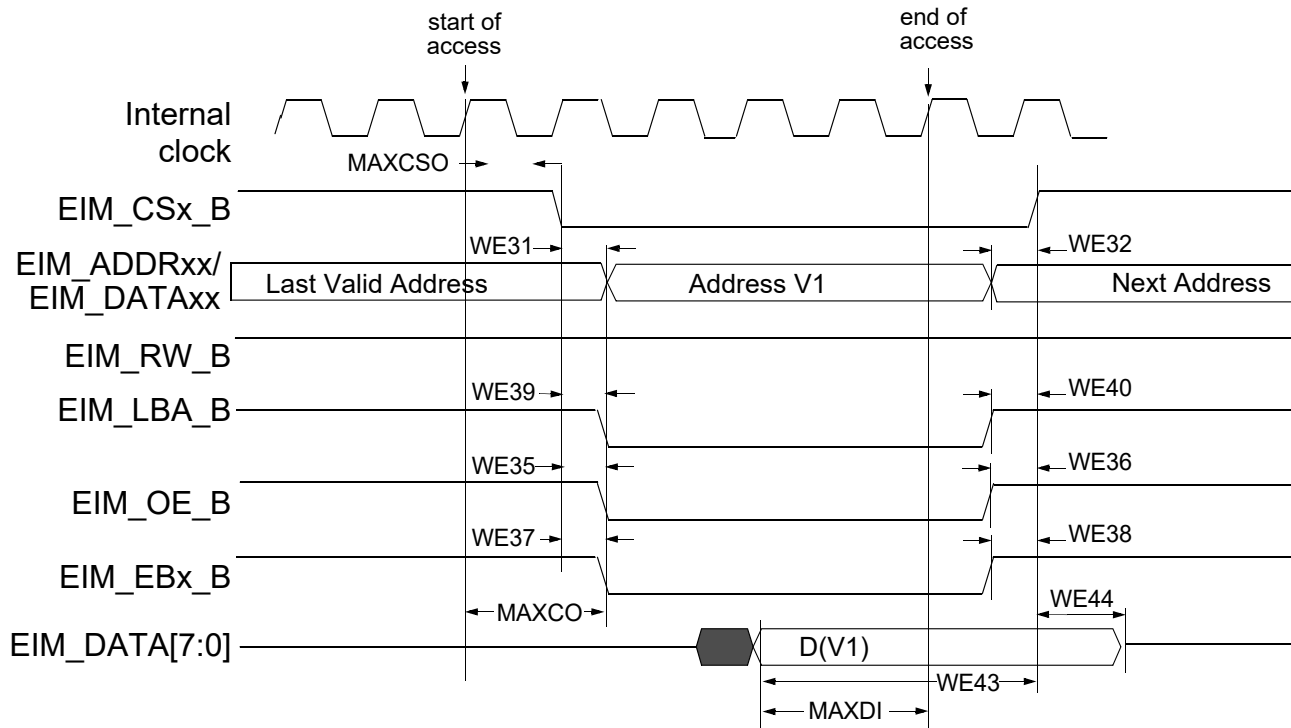 start of
access
end of
access
Internal
clock
MAXCSO
EIM_CSx_B
WE31
WE32
EIM_ADDRxx/
EIM_DATAxx
Last Valid Address
Address V1
Next Address
EIM_RW_B
WE39
WE40
EIM_LBA_B
WE35
WE36
EIM_OE_B
WE37
WE38
EIM_EBx_B
MAXCO
WE44
EIM_DATA[7:0]
D(V1)
WE43
MAXDI